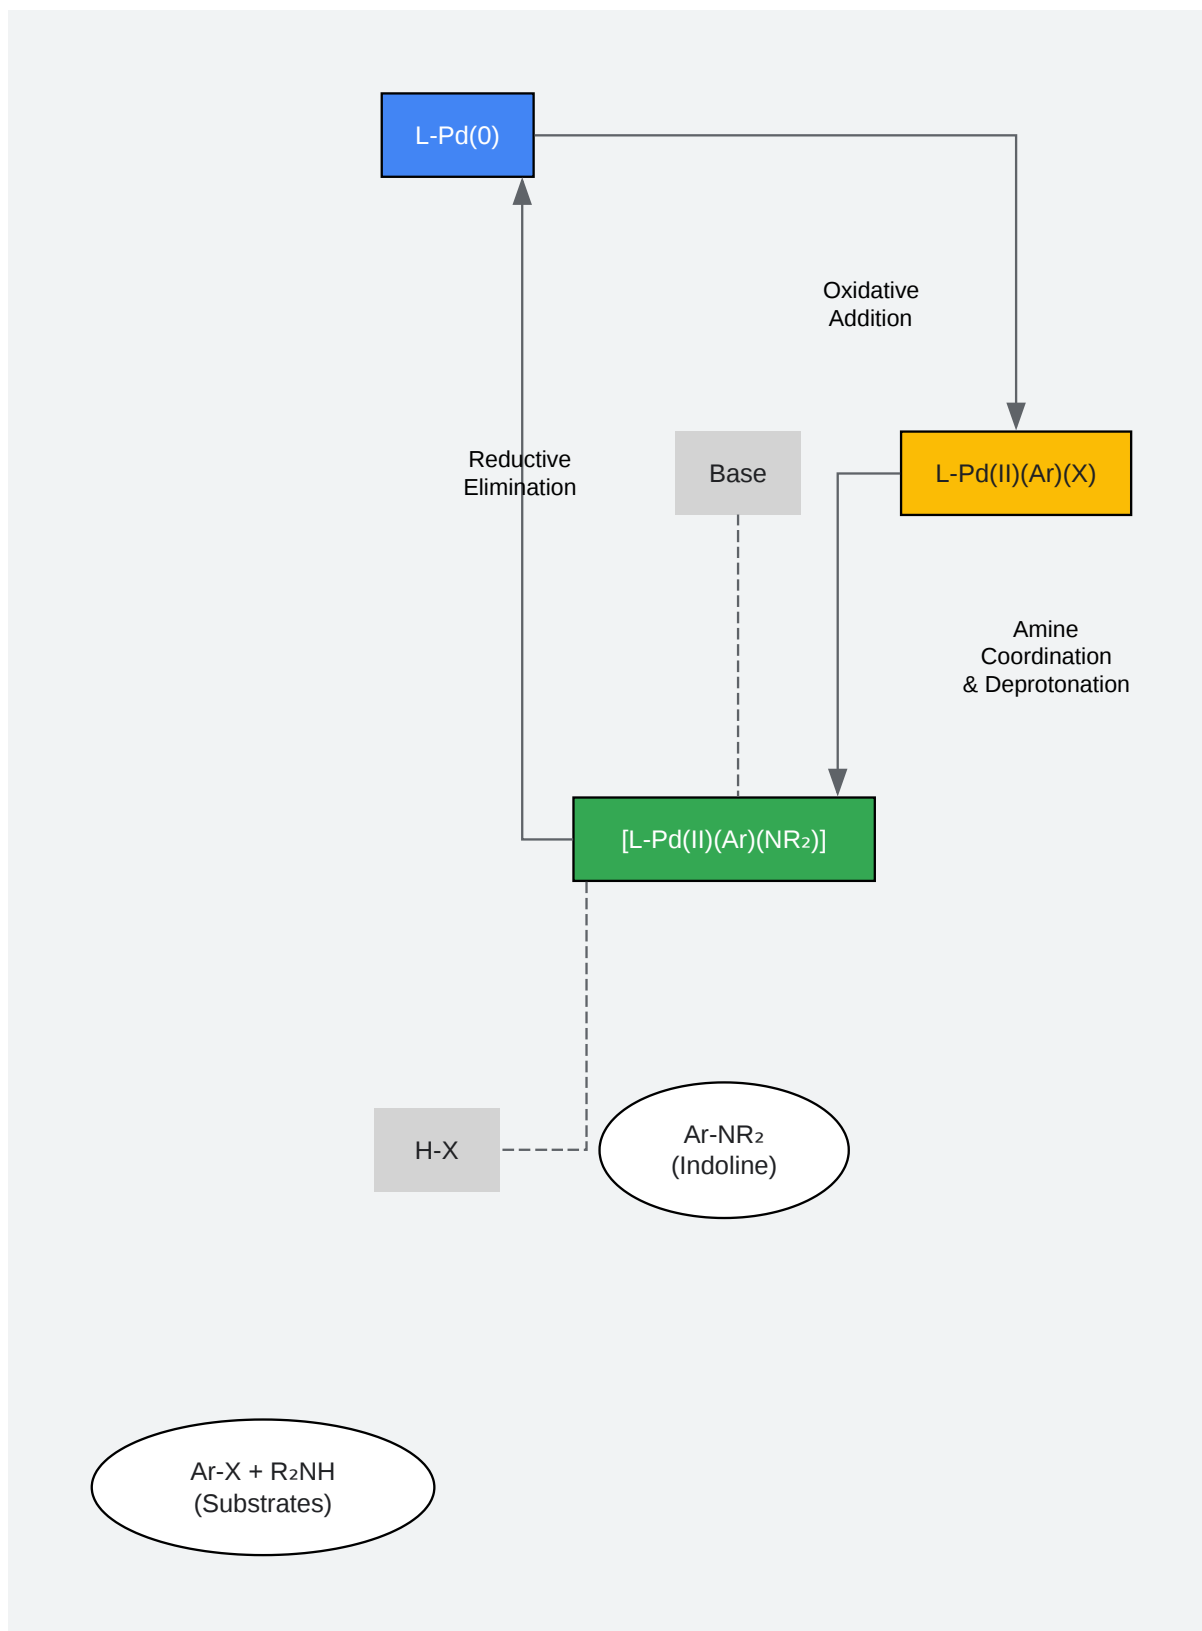 L-Pd(0)
Oxidative
Addition
Reductive
Elimination
Base
L-Pd(II)(Ar)(X)
Amine
Coordination
& Deprotonation
[L-Pd(II)(Ar)(NR₂)]
H-X
Ar-NR₂
(Indoline)
Ar-X + R₂NH
(Substrates)